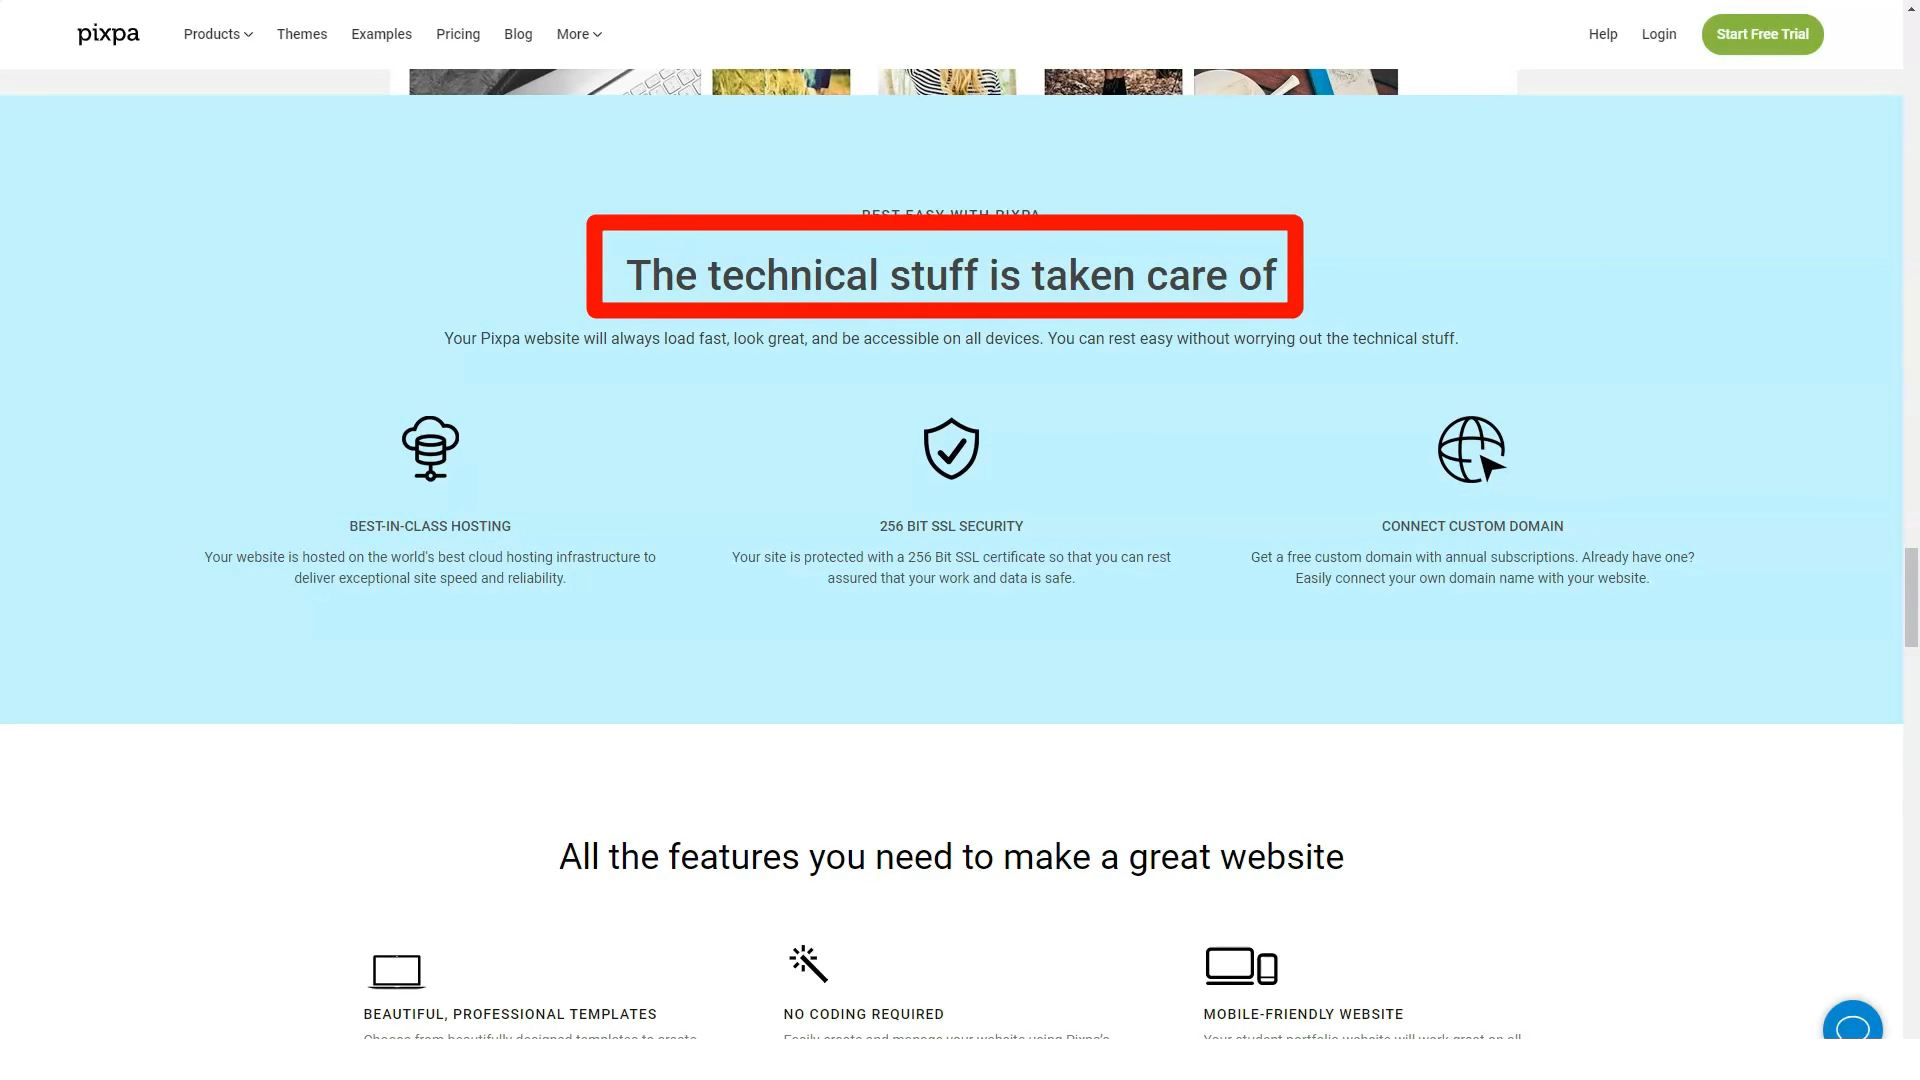 pixpa
Products Themes Examples Pricing Blog More Help Login Start Free Trial
REST EASY WITH PIXPA
The technical stuff is taken care of
Your Pixpa website will always load fast, look great, and be accessible on all devices. You can rest easy without worrying out the technical stuff.
BEST-IN-CLASS HOSTING
Your website is hosted on the world's best cloud hosting infrastructure to
deliver exceptional site speed and reliability.
256 BIT SSL SECURITY
Your site is protected with a 256 Bit SSL certificate so that you can rest
assured that your work and data is safe.
CONNECT CUSTOM DOMAIN
Get a free custom domain with annual subscriptions. Already have one?
Easily connect your own domain name with your website.
All the features you need to make a great website
BEAUTIFUL, PROFESSIONAL TEMPLATES
Choose from beautifully designed templates to create
NO CODING REQUIRED
Easily create and manage your website using Pixpa's
MOBILE-FRIENDLY WEBSITE
Your student portfolio website will work great on all